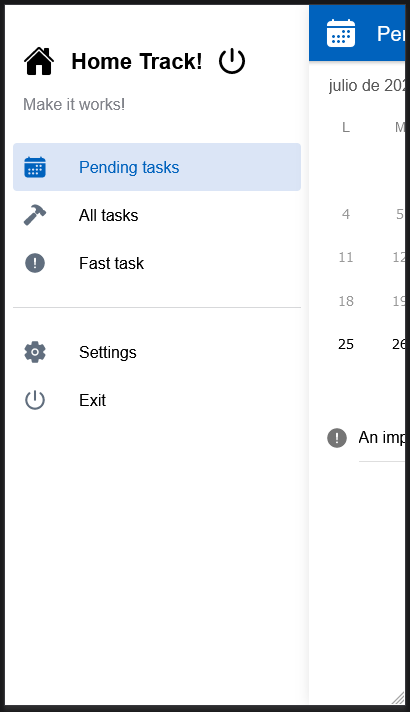 Home Track!
Make it works!
Pending tasks
All tasks
Fast task
Settings
Exit
Pen
julio de 202
L M
4 5
11 12
18 19
25 26
An imp